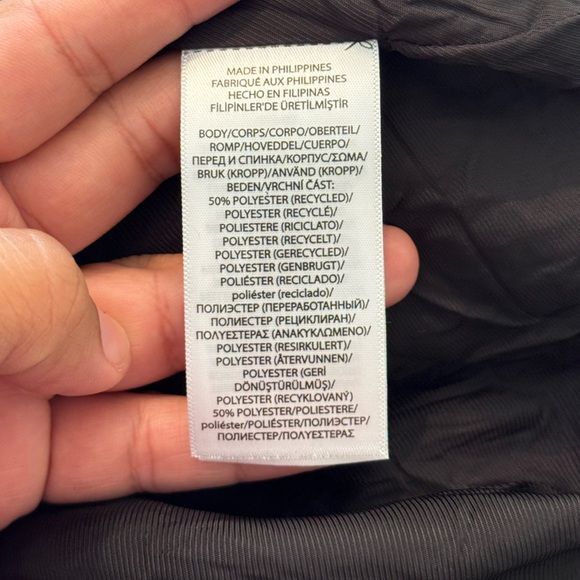 MADE IN PHILIPPINES
FABRIQUÉ AUX PHILIPPINES
HECHO EN FILIPINAS
FİLİPİNLER'DE ÜRETİLMİŞTİR
BODY/CORPS/CORPO/OBERTEIL/
ROMP/HOVEDDEL/CUERPO/
ПЕРЕД И СПИНКА/КОРПУС/ΣΩΜΑ/
BRUK (KROPP)/ANVÄND (KROPP)/
BEDEN/VRCHNÍ ČÁST:
50% POLYESTER (RECYCLED)/
POLYESTER (RECYCLÉ)/
POLIESTERE (RICICLATO)/
POLYESTER (RECYCELT)/
POLYESTER (GERECYCLED)/
POLYESTER (GENBRUGT)/
POLIÉSTER (RECICLADO)/
poliéster (reciclado)/
ПОЛИЭСТЕР (ПЕРЕРАБОТАННЫЙ)/
ПОЛИЕСТЕР (РЕЦИКЛИРАН)/
ΠΟΛΥΕΣΤΕΡΑΣ (ΑΝΑΚΥΚΛΩΜΕΝΟ)/
POLYESTER (RESIRKULERT)/
POLYESTER (ÅTERVUNNEN)/
POLYESTER (GERİ
DÖNÜŞTÜRÜLMÜŞ)/
POLYESTER (RECYKLOVANÝ)
50% POLYESTER/POLIESTERE/
poliéster/POLIÉSTER/ПОЛИЭСТЕР/
ПОЛИЕСТЕР/ΠΟΛΥΕΣΤΕΡΑΣ